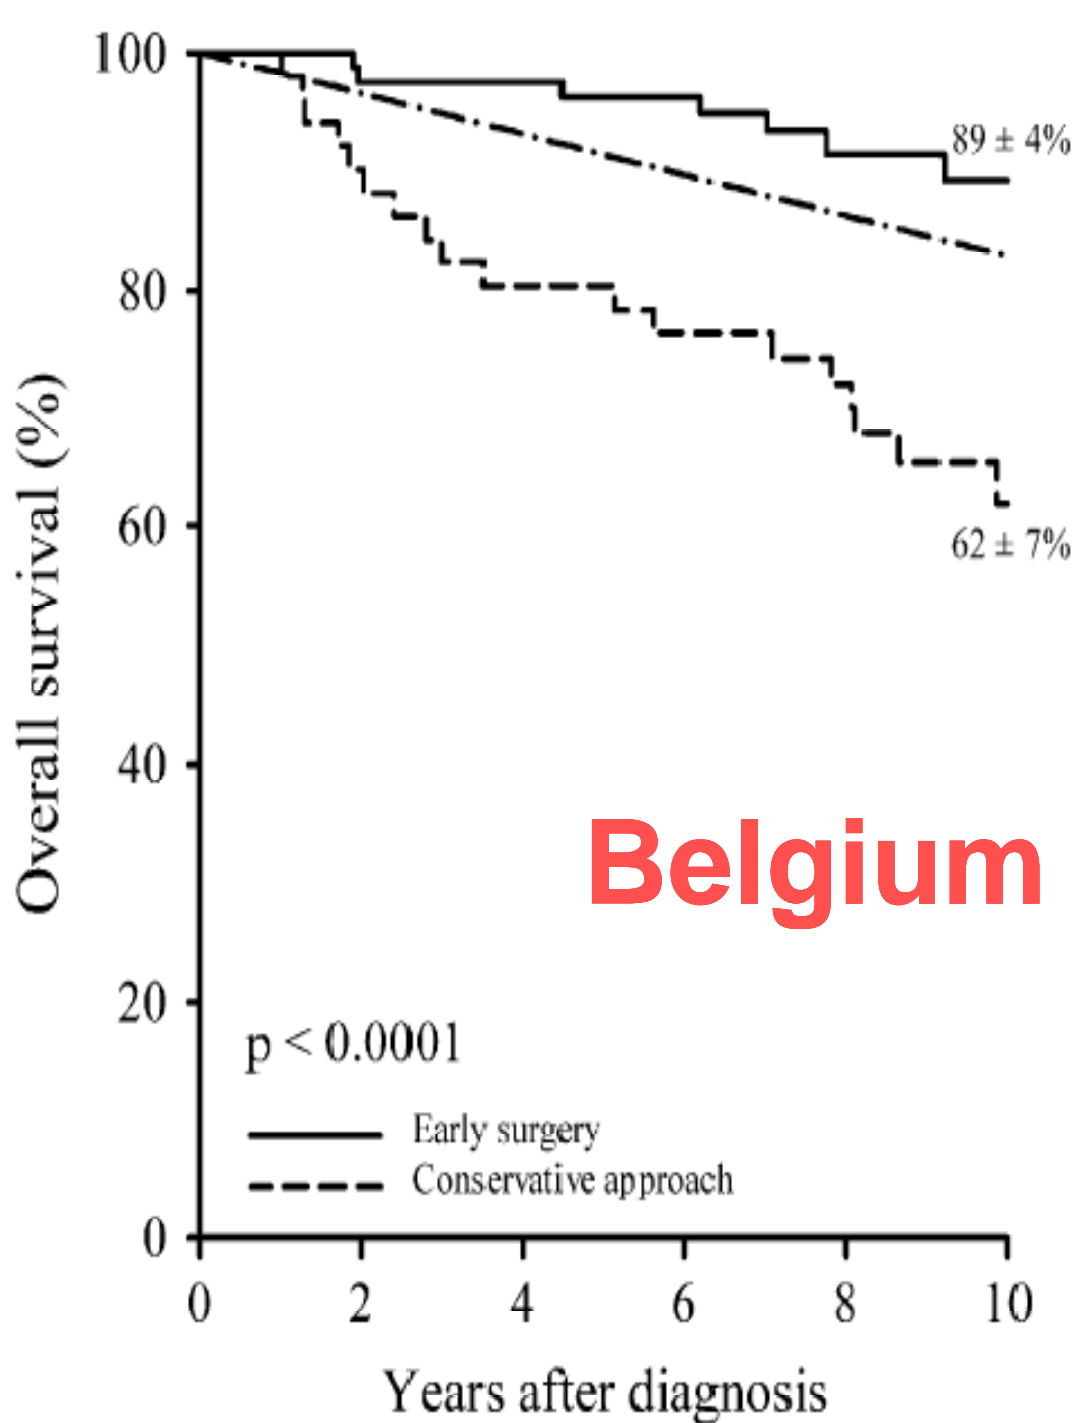 100
89 ± 4%
80
60
62 ± 7%
40
20
0
Overall survival (%)
Belgium
p < 0.0001
Early surgery
Conservative approach
0 2 4 6 8 10
Years after diagnosis